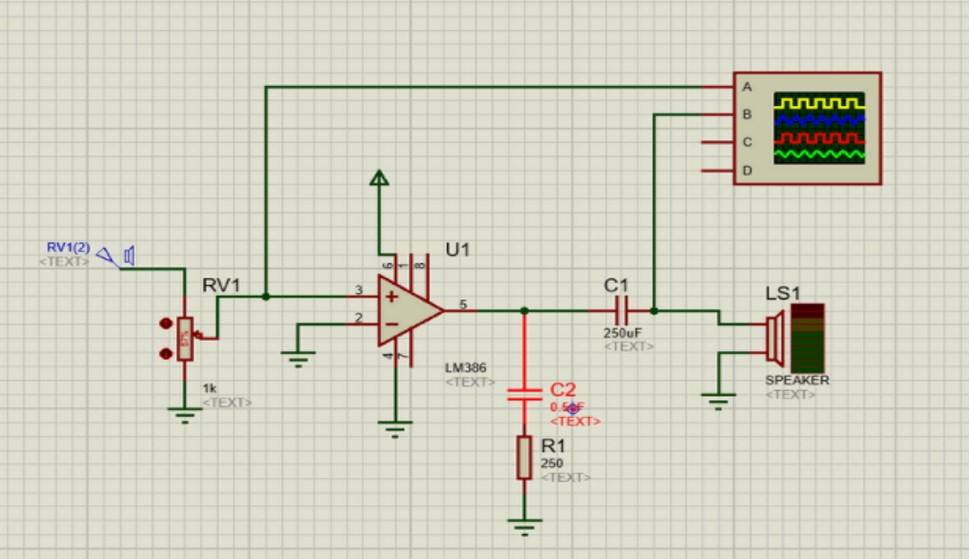 A
B
C
D
U1
RV1(2)
<TEXT>
6
1
8
RV1
3
2
5
4
7
LM386
<TEXT>
1k
<TEXT>
C1
250uF
<TEXT>
LS1
SPEAKER
<TEXT>
C2
<TEXT>
R1
250
<TEXT>